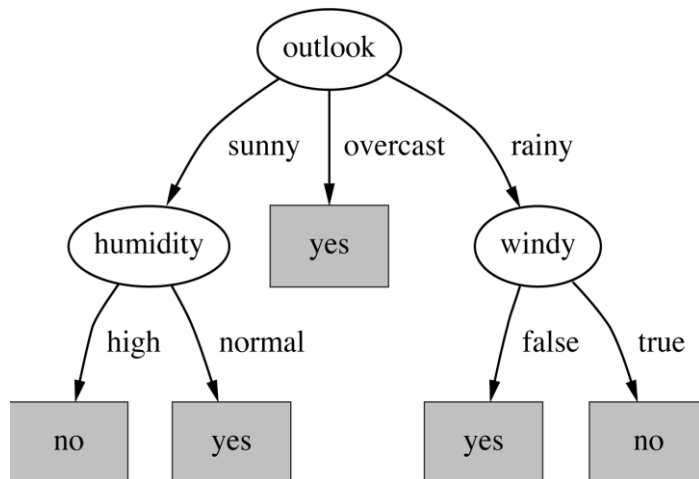 outlook
sunny overcast rainy
humidity yes windy
high normal false true
no yes yes no